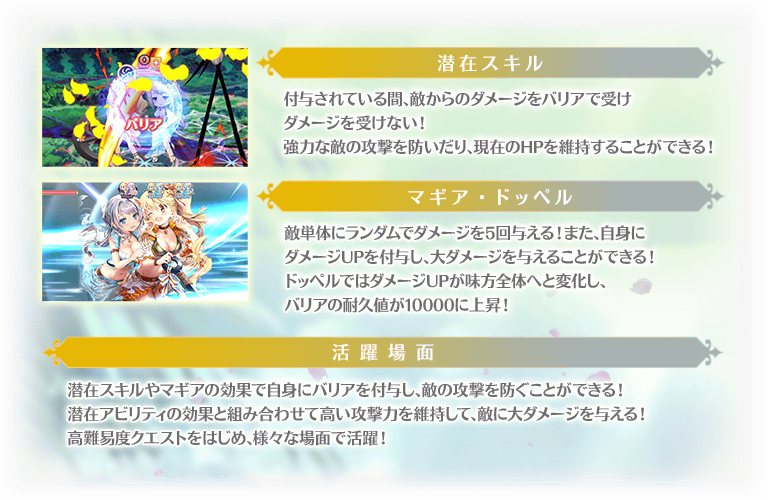 潜在スキル
バリア
付与されている間、敵からのダメージをバリアで受け
ダメージを受けない！
強力な敵の攻撃を防いだり、現在のHPを維持することができる！
マギア・ドッペル
敵単体にランダムでダメージを5回与える！また、自身に
ダメージUPを付与し、大ダメージを与えることができる！
ドッペルではダメージUPが味方全体へと変化し、
バリアの耐久値が10000に上昇！
活躍場面
潜在スキルやマギアの効果で自身にバリアを付与し、敵の攻撃を防ぐことができる！
潜在アビリティの効果と組み合わせて高い攻撃力を維持して、敵に大ダメージを与える！
高難易度クエストをはじめ、様々な場面で活躍！